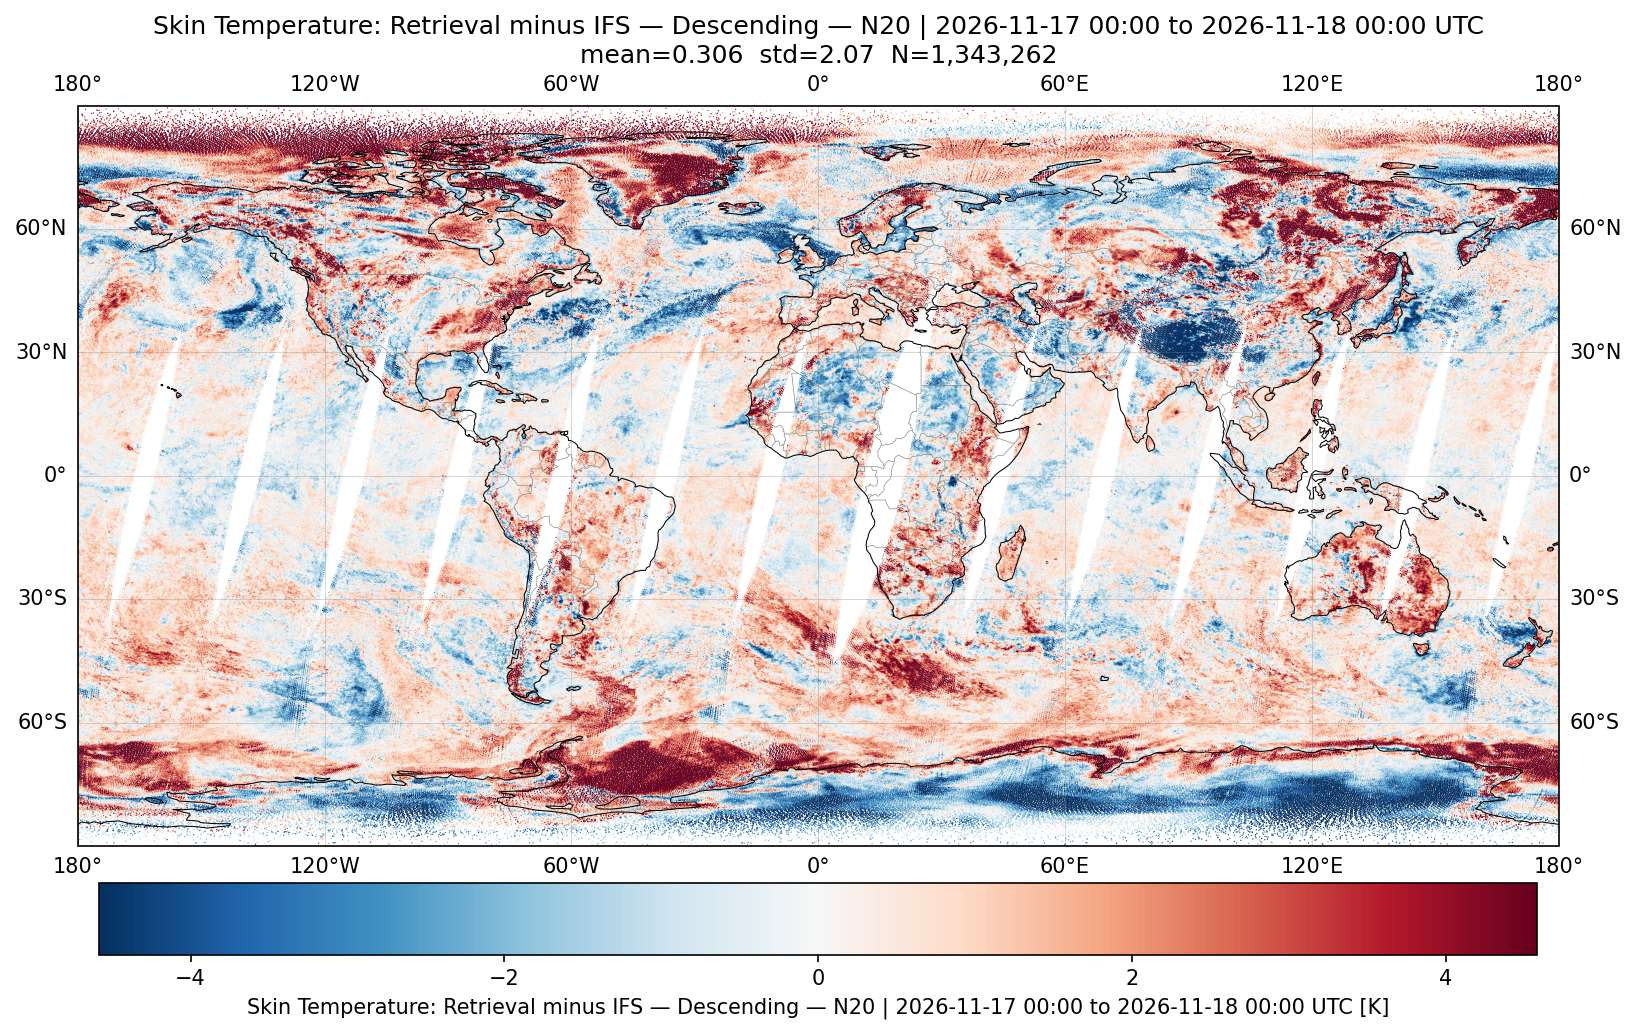 Skin Temperature: Retrieval minus IFS — Descending — N20 | 2026-11-17 00:00 to 2026-11-18 00:00 UTC
mean=0.306  std=2.07  N=1,343,262
180° 120°W 60°W 0° 60°E 120°E 180°
60°N 60°N
30°N 30°N
0° 0°
30°S 30°S
60°S 60°S
180° 120°W 60°W 0° 60°E 120°E 180°
−4 −2 0 2 4
Skin Temperature: Retrieval minus IFS — Descending — N20 | 2026-11-17 00:00 to 2026-11-18 00:00 UTC [K]